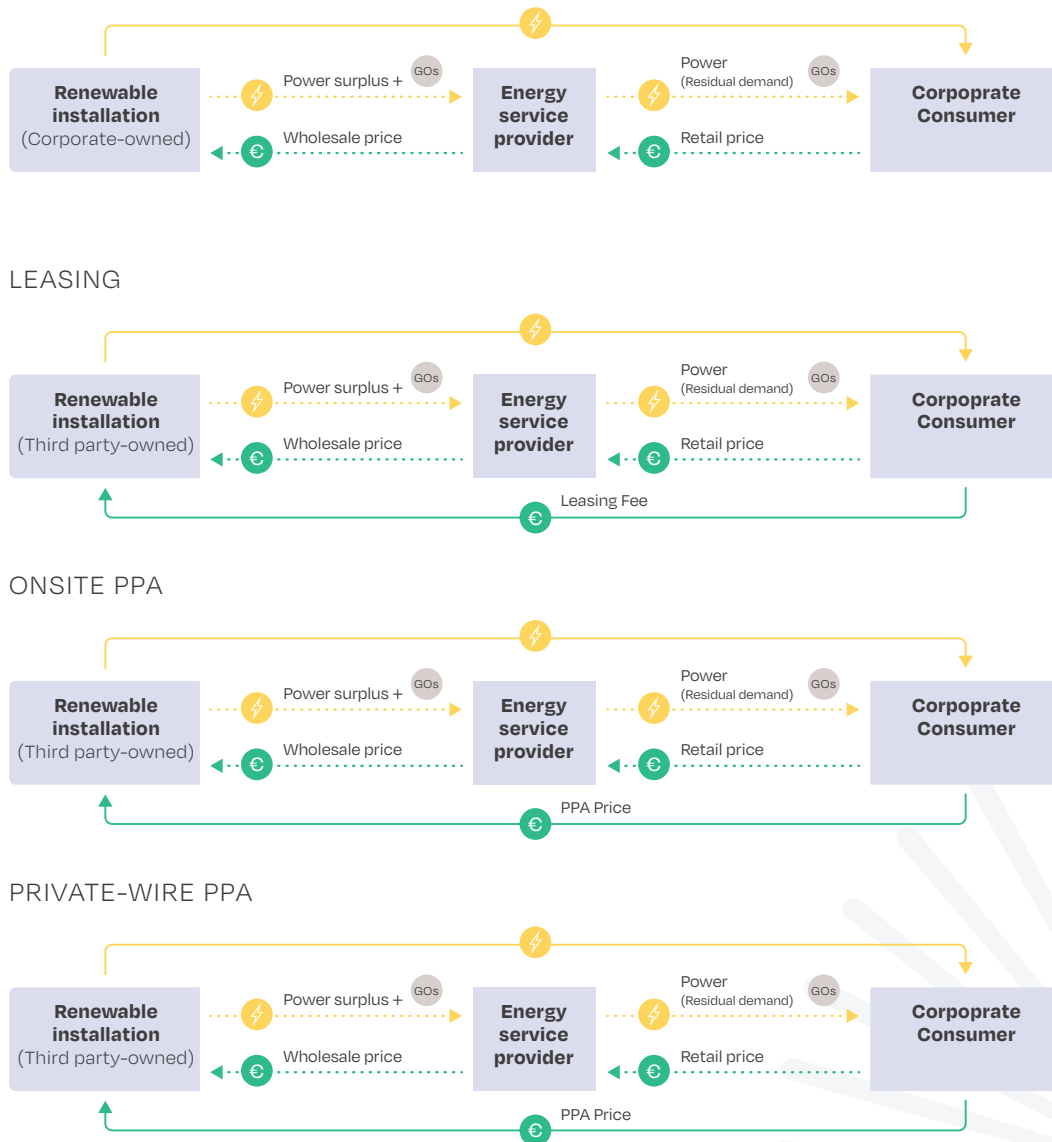 GOs
Power surplus +
Power
(Residual demand)
GOs
Renewable
installation
(Corporate-owned)
Energy
service
provider
Corpoprate
Consumer
Wholesale price
€
Retail price
€
LEASING
GOs
Power surplus +
Power
(Residual demand)
GOs
Renewable
installation
(Third party-owned)
Energy
service
provider
Corpoprate
Consumer
Wholesale price
€
Retail price
€
Leasing Fee
€
ONSITE PPA
GOs
Power surplus +
Power
(Residual demand)
GOs
Renewable
installation
(Third party-owned)
Energy
service
provider
Corpoprate
Consumer
Wholesale price
€
Retail price
€
PPA Price
€
PRIVATE-WIRE PPA
GOs
Power surplus +
Power
(Residual demand)
GOs
Renewable
installation
(Third party-owned)
Energy
service
provider
Corpoprate
Consumer
Wholesale price
€
Retail price
€
PPA Price
€